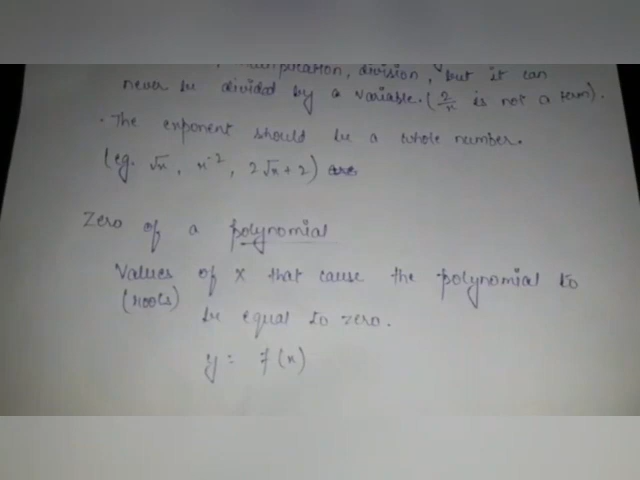 multiplication, division, but it can
never be divided by a variable. (2/x is not a term).
• The exponent should be a whole number.
(eg. √x, x⁻², 2√x + 2) are
Zero of a polynomial
Values of x that cause the polynomial to
(roots)
be equal to zero.
y = f(x)